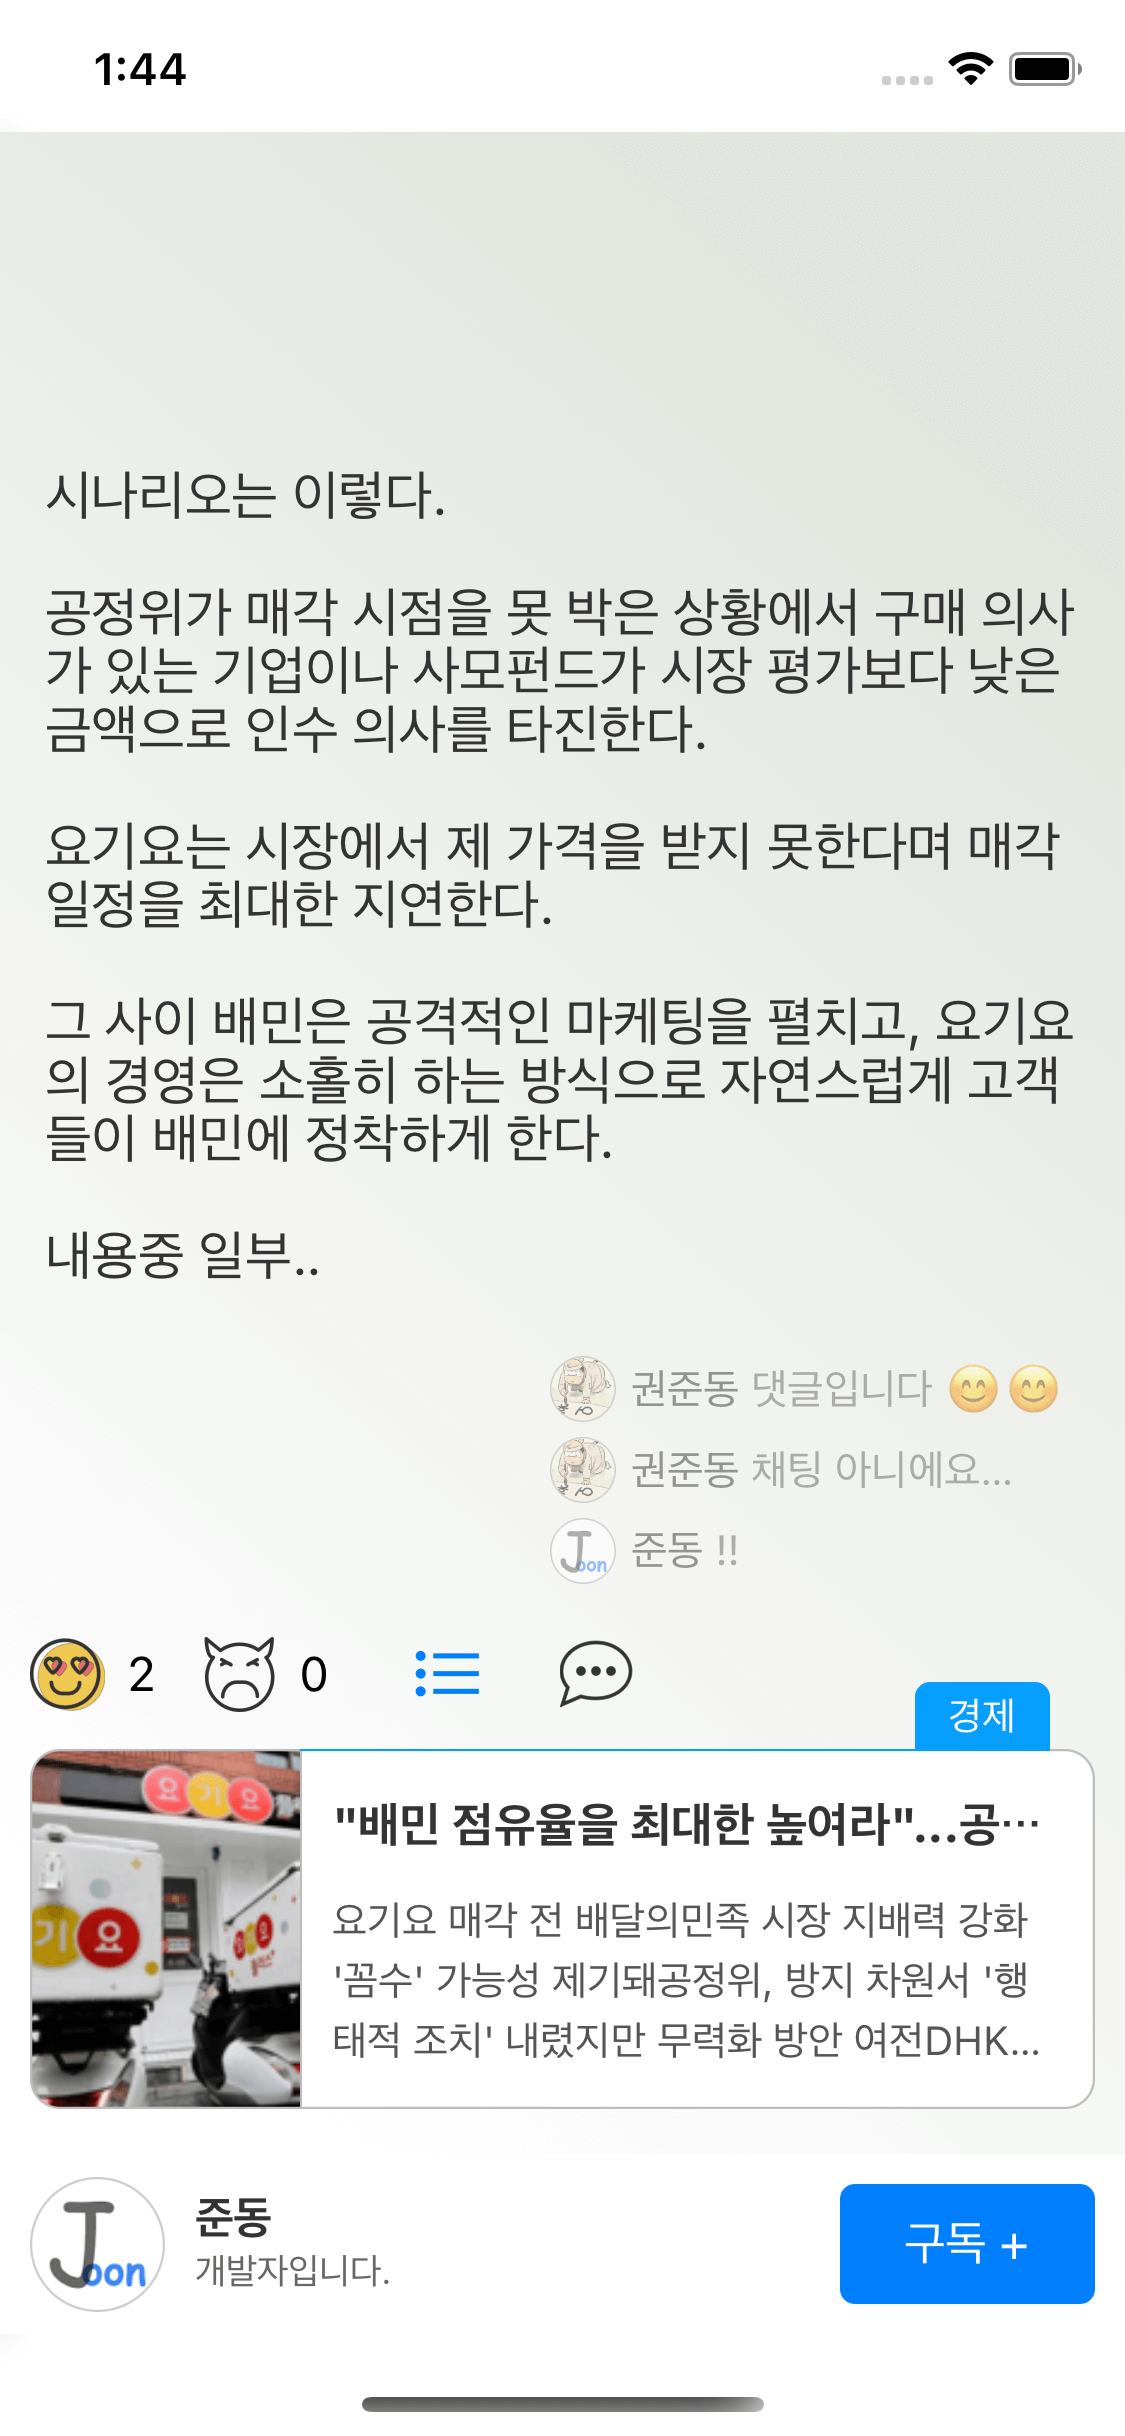 1:44
시나리오는 이렇다.
공정위가 매각 시점을 못 박은 상황에서 구매 의사
가 있는 기업이나 사모펀드가 시장 평가보다 낮은
금액으로 인수 의사를 타진한다.
요기요는 시장에서 제 가격을 받지 못한다며 매각
일정을 최대한 지연한다.
그 사이 배민은 공격적인 마케팅을 펼치고, 요기요
의 경영은 소홀히 하는 방식으로 자연스럽게 고객
들이 배민에 정착하게 한다.
내용중 일부..
권준동 댓글입니다 😊 😊
권준동 채팅 아니에요...
Joon 준동 !!
2 0
경제
요기요
기요
"배민 점유율을 최대한 높여라"...공…
요기요 매각 전 배달의민족 시장 지배력 강화
'꼼수' 가능성 제기돼공정위, 방지 차원서 '행
태적 조치' 내렸지만 무력화 방안 여전DHK...
Joon
준동
개발자입니다.
구독 +